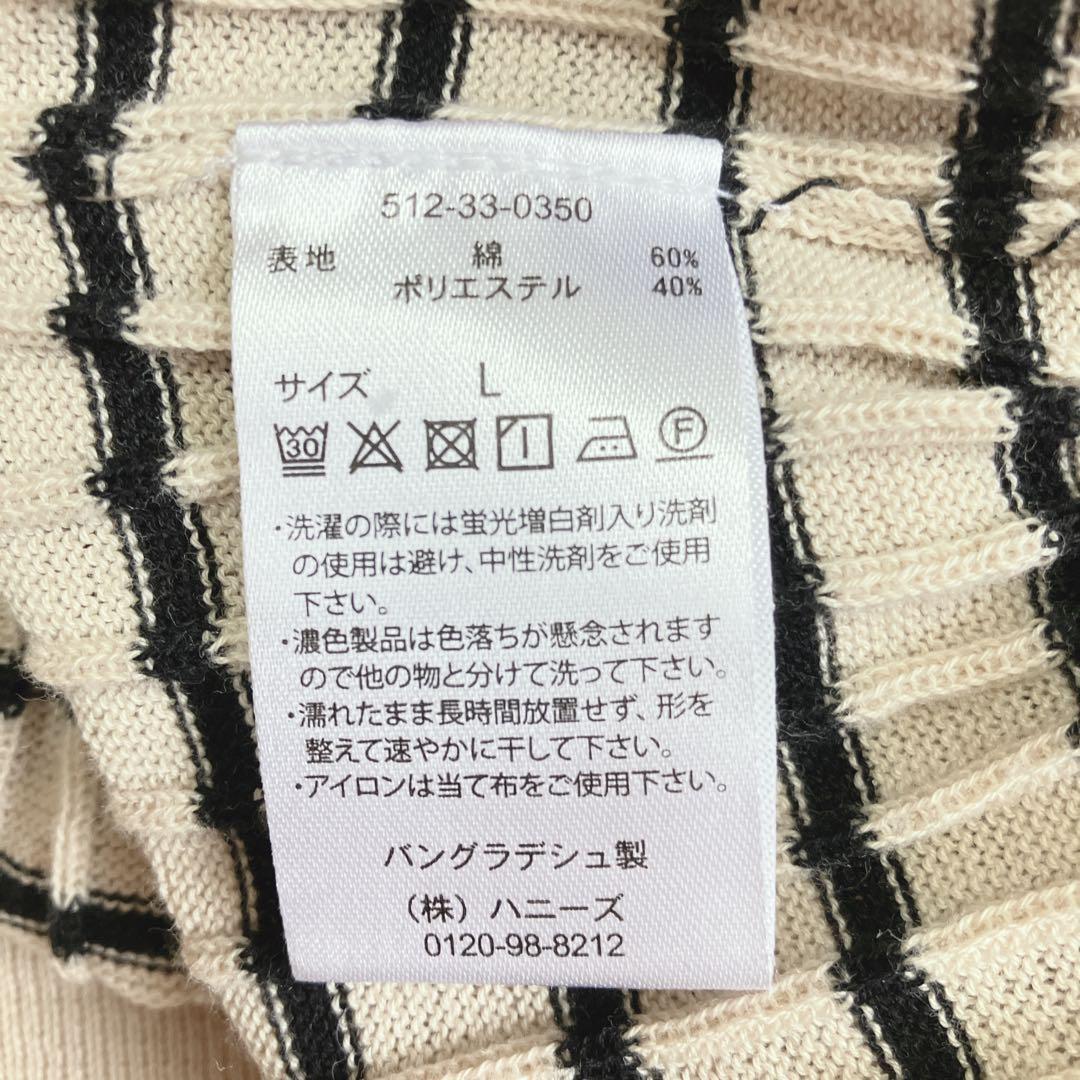 512-33-0350
表地 綿 60%
ポリエステル 40%
サイズ L
30 F
・洗濯の際には蛍光増白剤入り洗剤
の使用は避け、中性洗剤をご使用
下さい。
・濃色製品は色落ちが懸念されます
ので他の物と分けて洗って下さい。
・濡れたまま長時間放置せず、形を
整えて速やかに干して下さい。
・アイロンは当て布をご使用下さい。
バングラデシュ製
（株）ハニーズ
0120-98-8212